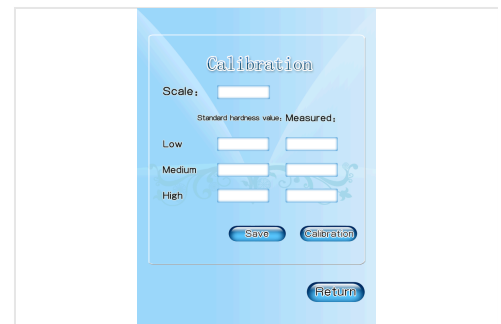 Calibration
Scale：
Standard hardness value: Measured：
Low
Medium
High
Save Calibration
Return